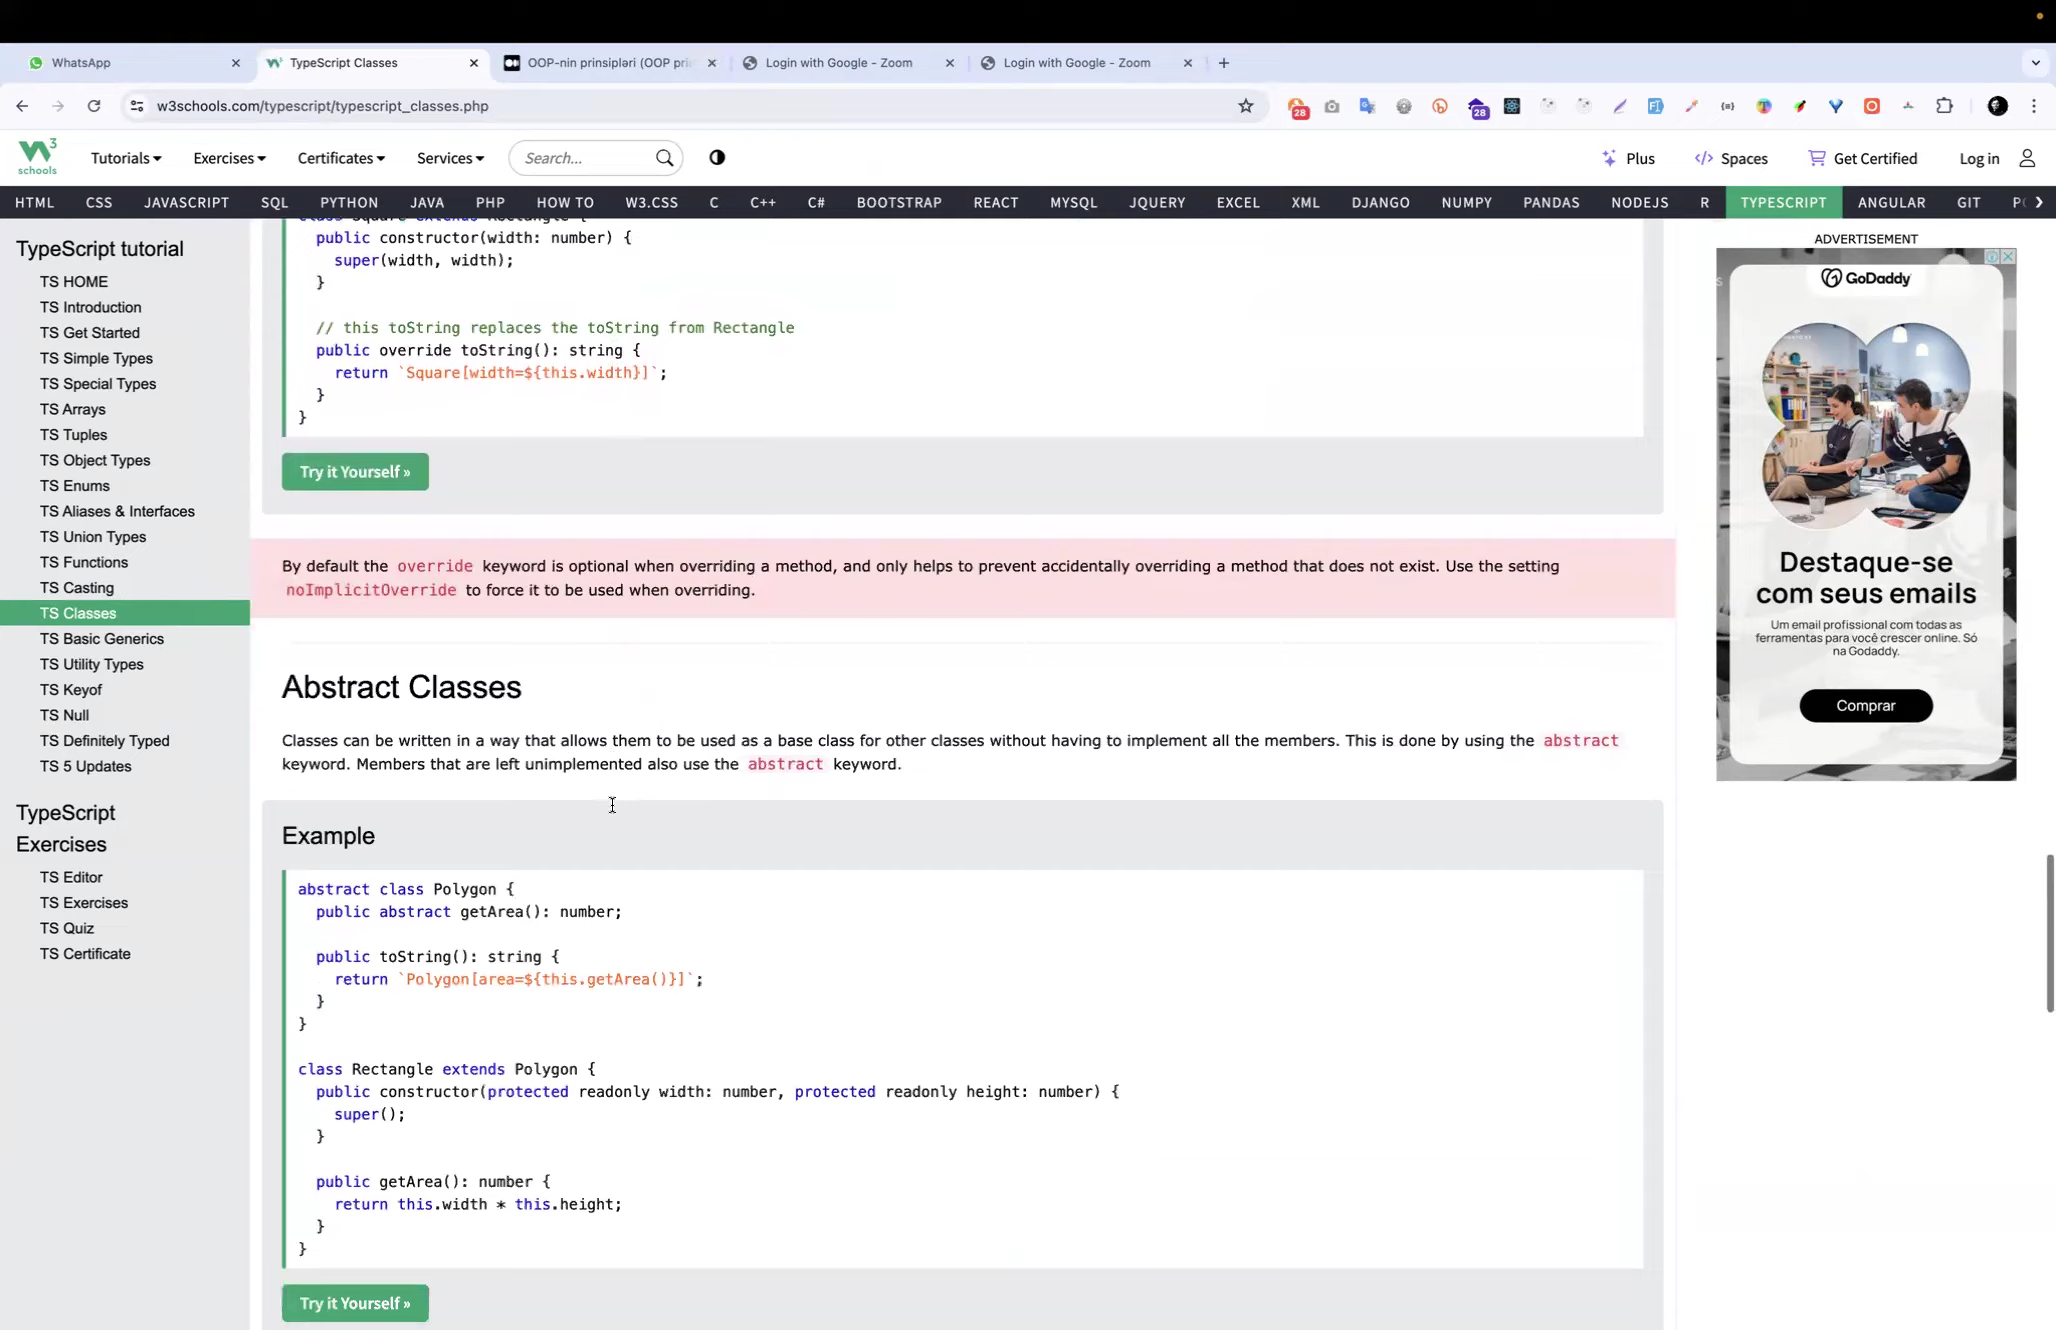 WhatsApp
TypeScript Classes
OOP-nin prinsipləri (OOP pri
Login with Google - Zoom
Login with Google - Zoom
w3schools.com/typescript/typescript_classes.php
28
28
W3 schools
Tutorials
Exercises
Certificates
Services
Search...
Plus
Spaces
Get Certified
Log in
HTML CSS JAVASCRIPT SQL PYTHON JAVA PHP HOW TO W3.CSS C C++ C# BOOTSTRAP REACT MYSQL JQUERY EXCEL XML DJANGO NUMPY PANDAS NODEJS R TYPESCRIPT ANGULAR GIT
TypeScript tutorial
TS HOME
TS Introduction
TS Get Started
TS Simple Types
TS Special Types
TS Arrays
TS Tuples
TS Object Types
TS Enums
TS Aliases & Interfaces
TS Union Types
TS Functions
TS Casting
TS Classes
TS Basic Generics
TS Utility Types
TS Keyof
TS Null
TS Definitely Typed
TS 5 Updates
TypeScript
Exercises
TS Editor
TS Exercises
TS Quiz
TS Certificate
class Square extends Rectangle {
public constructor(width: number) {
super(width, width);
}
// this toString replaces the toString from Rectangle
public override toString(): string {
return `Square[width=${this.width}]`;
}
}
Try it Yourself »
By default the override keyword is optional when overriding a method, and only helps to prevent accidentally overriding a method that does not exist. Use the setting
noImplicitOverride to force it to be used when overriding.
Abstract Classes
Classes can be written in a way that allows them to be used as a base class for other classes without having to implement all the members. This is done by using the abstract
keyword. Members that are left unimplemented also use the abstract keyword.
Example
abstract class Polygon {
public abstract getArea(): number;
public toString(): string {
return `Polygon[area=${this.getArea()}]`;
}
}
class Rectangle extends Polygon {
public constructor(protected readonly width: number, protected readonly height: number) {
super();
}
public getArea(): number {
return this.width * this.height;
}
}
Try it Yourself »
ADVERTISEMENT
GoDaddy
Destaque-se
com seus emails
Um email profissional com todas as
ferramentas para você crescer online. Só
na Godaddy.
Comprar